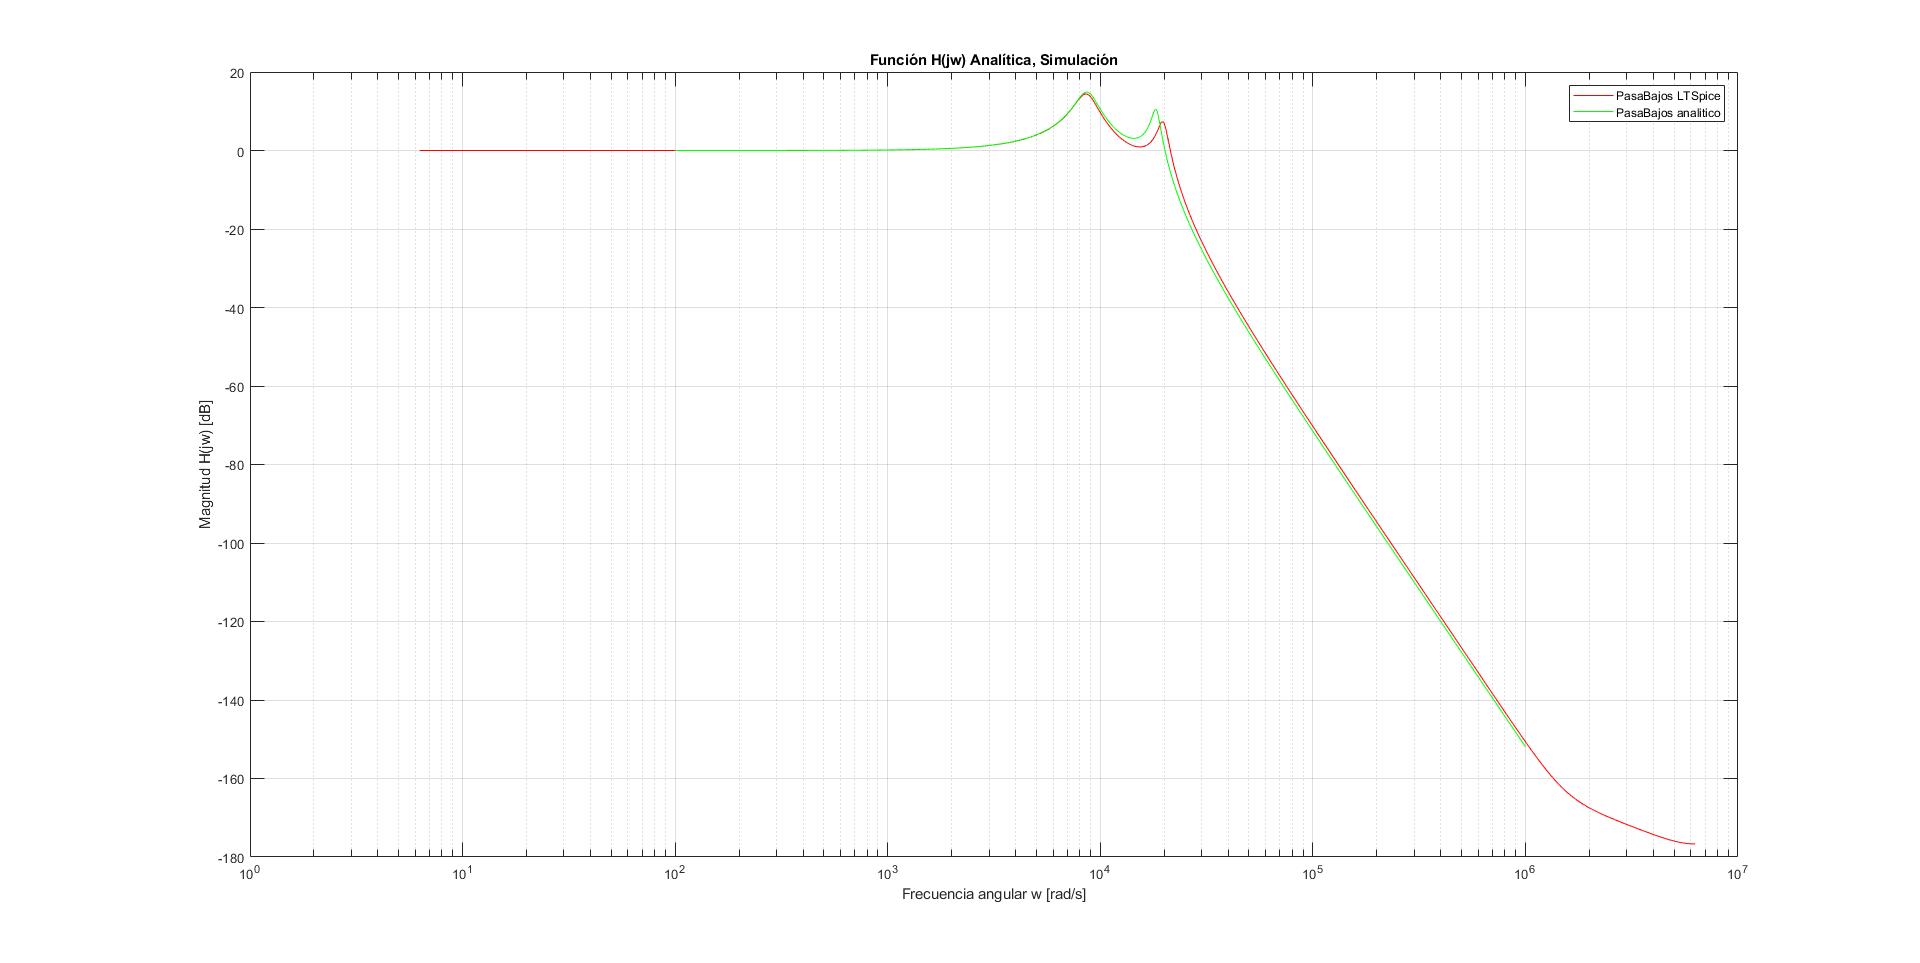 Función H(jw) Analítica, Simulación
PasaBajos LTSpice
PasaBajos analitico
20
0
-20
-40
-60
-80
-100
-120
-140
-160
-180
Magnitud H(jw) [dB]
10^0 10^1 10^2 10^3 10^4 10^5 10^6 10^7
Frecuencia angular w [rad/s]